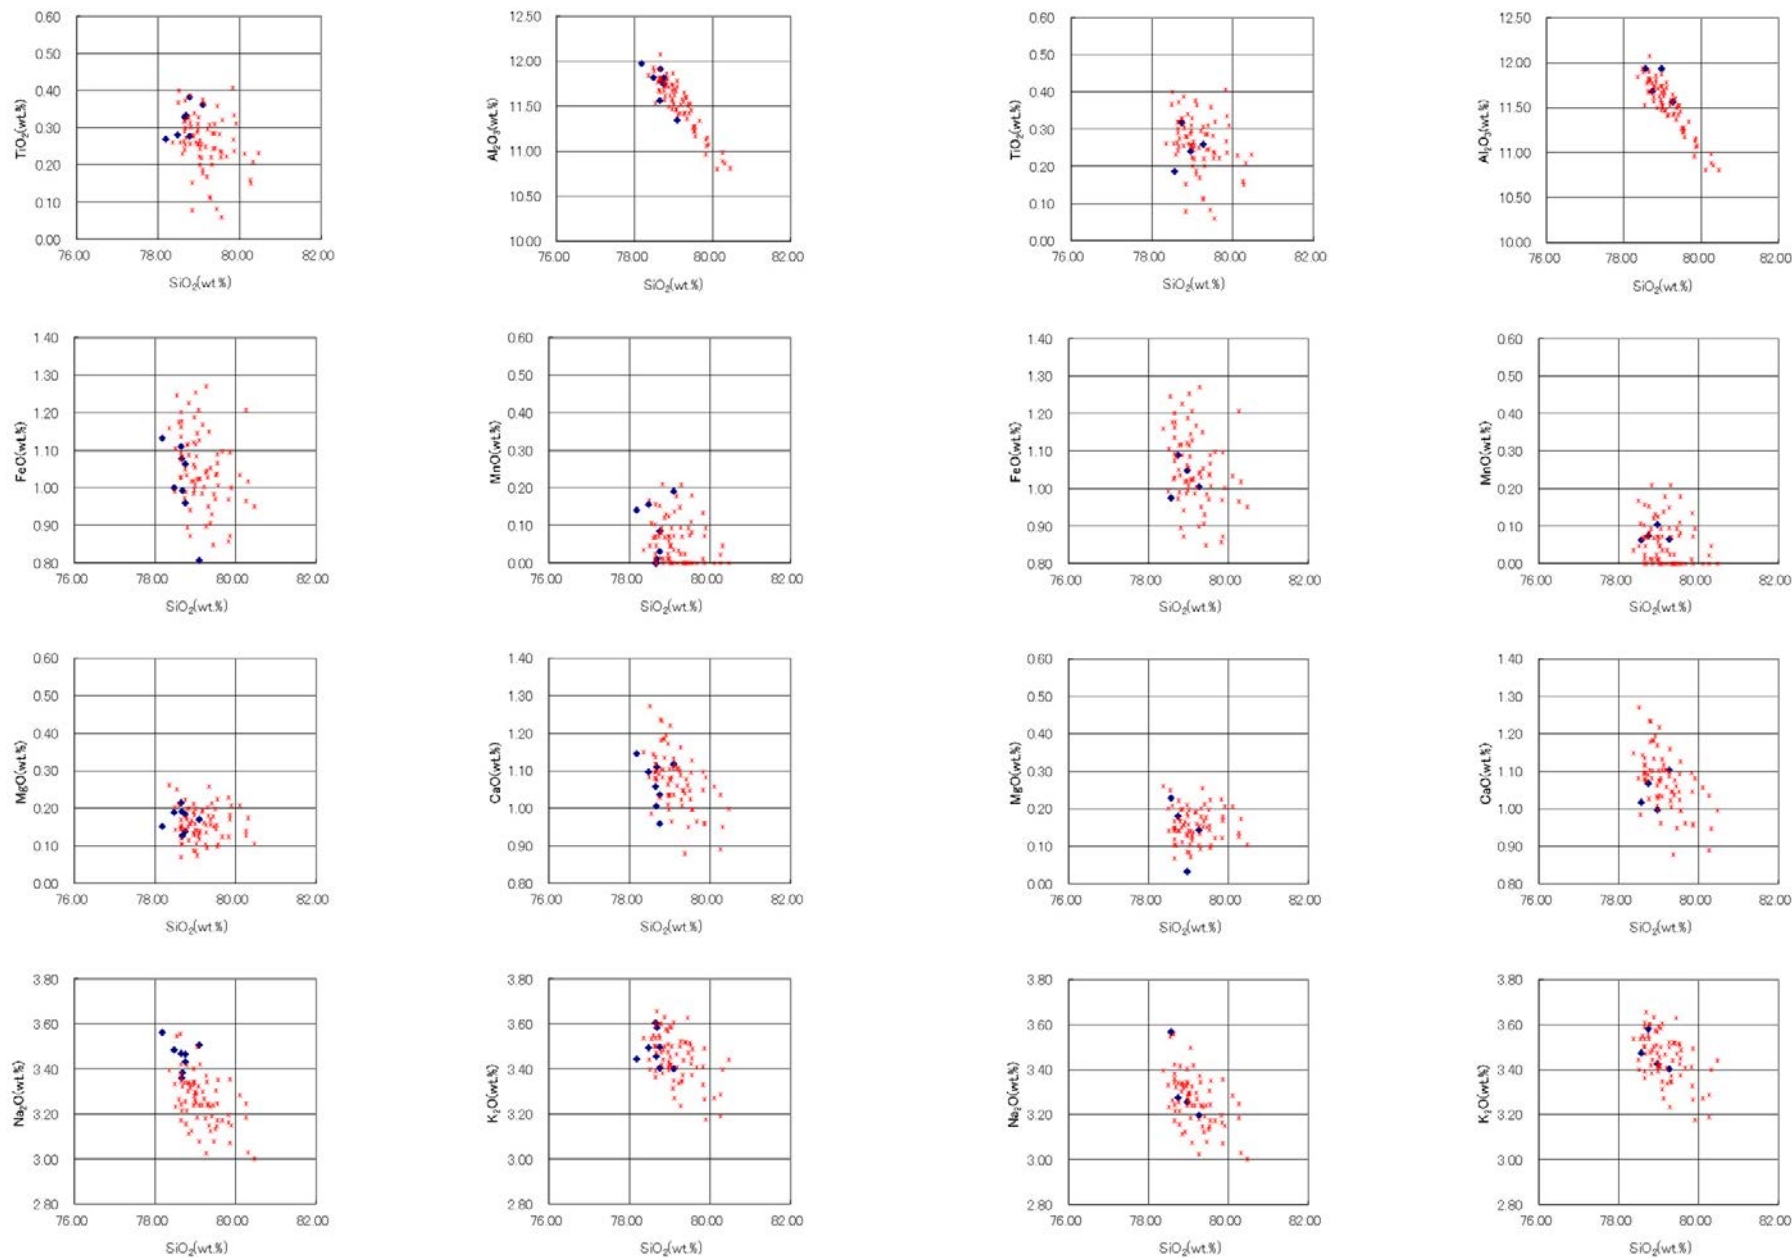 0.60
0.50
0.40
0.30
0.20
0.10
0.00
76.00 78.00 80.00 82.00
TiO₂(wt.%)
SiO₂(wt.%)
12.50
12.00
11.50
11.00
10.50
10.00
76.00 78.00 80.00 82.00
Al₂O₃(wt.%)
SiO₂(wt.%)
0.60
0.50
0.40
0.30
0.20
0.10
0.00
76.00 78.00 80.00 82.00
TiO₂(wt.%)
SiO₂(wt.%)
12.50
12.00
11.50
11.00
10.50
10.00
76.00 78.00 80.00 82.00
Al₂O₃(wt.%)
SiO₂(wt.%)
1.40
1.30
1.20
1.10
1.00
0.90
0.80
76.00 78.00 80.00 82.00
FeO(wt.%)
SiO₂(wt.%)
0.60
0.50
0.40
0.30
0.20
0.10
0.00
76.00 78.00 80.00 82.00
MnO(wt.%)
SiO₂(wt.%)
1.40
1.30
1.20
1.10
1.00
0.90
0.80
76.00 78.00 80.00 82.00
FeO(wt.%)
SiO₂(wt.%)
0.60
0.50
0.40
0.30
0.20
0.10
0.00
76.00 78.00 80.00 82.00
MnO(wt.%)
SiO₂(wt.%)
0.60
0.50
0.40
0.30
0.20
0.10
0.00
76.00 78.00 80.00 82.00
MgO(wt.%)
SiO₂(wt.%)
1.40
1.30
1.20
1.10
1.00
0.90
0.80
76.00 78.00 80.00 82.00
CaO(wt.%)
SiO₂(wt.%)
0.60
0.50
0.40
0.30
0.20
0.10
0.00
76.00 78.00 80.00 82.00
MgO(wt.%)
SiO₂(wt.%)
1.40
1.30
1.20
1.10
1.00
0.90
0.80
76.00 78.00 80.00 82.00
CaO(wt.%)
SiO₂(wt.%)
3.80
3.60
3.40
3.20
3.00
2.80
76.00 78.00 80.00 82.00
Na₂O(wt.%)
SiO₂(wt.%)
3.80
3.60
3.40
3.20
3.00
2.80
76.00 78.00 80.00 82.00
K₂O(wt.%)
SiO₂(wt.%)
3.80
3.60
3.40
3.20
3.00
2.80
76.00 78.00 80.00 82.00
Na₂O(wt.%)
SiO₂(wt.%)
3.80
3.60
3.40
3.20
3.00
2.80
76.00 78.00 80.00 82.00
K₂O(wt.%)
SiO₂(wt.%)